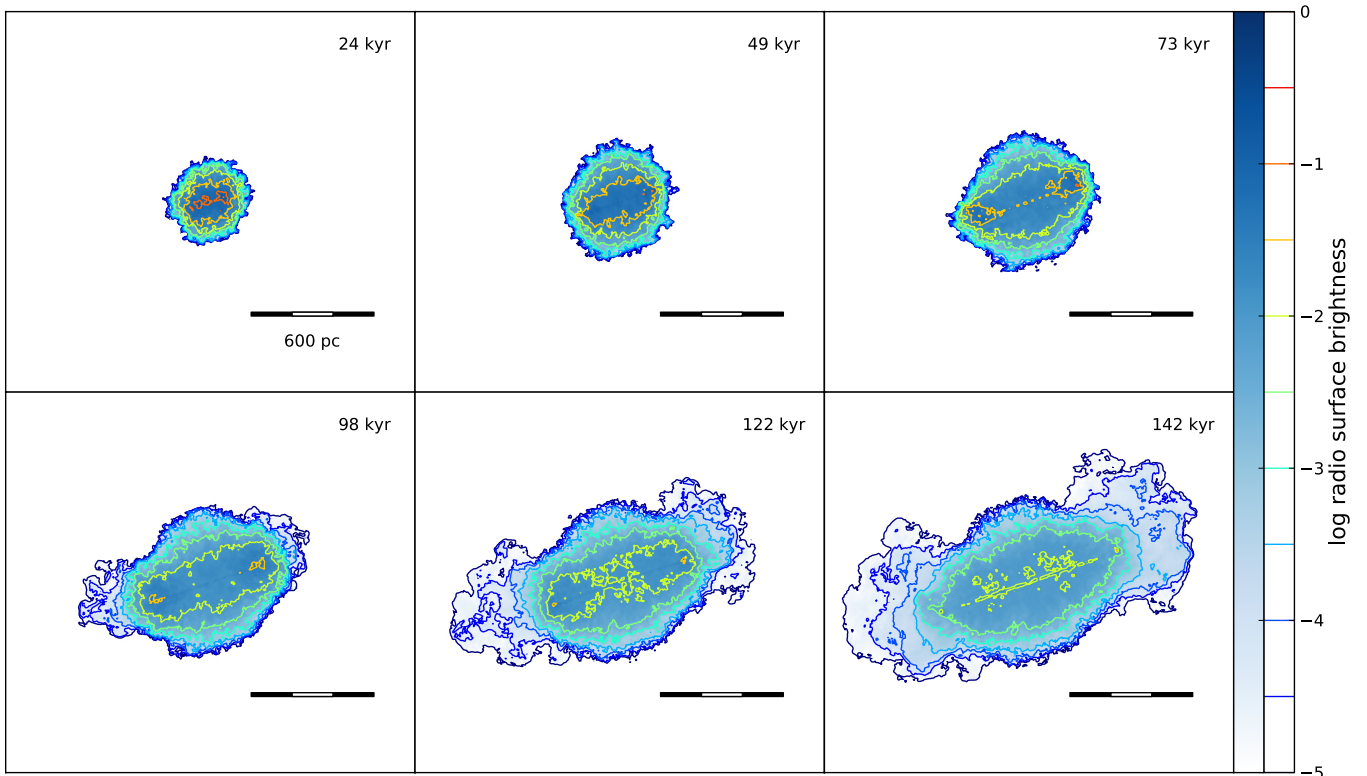 24 kyr
49 kyr
73 kyr
600 pc
98 kyr
122 kyr
142 kyr
0
−1
−2
−3
−4
−5
log radio surface brightness